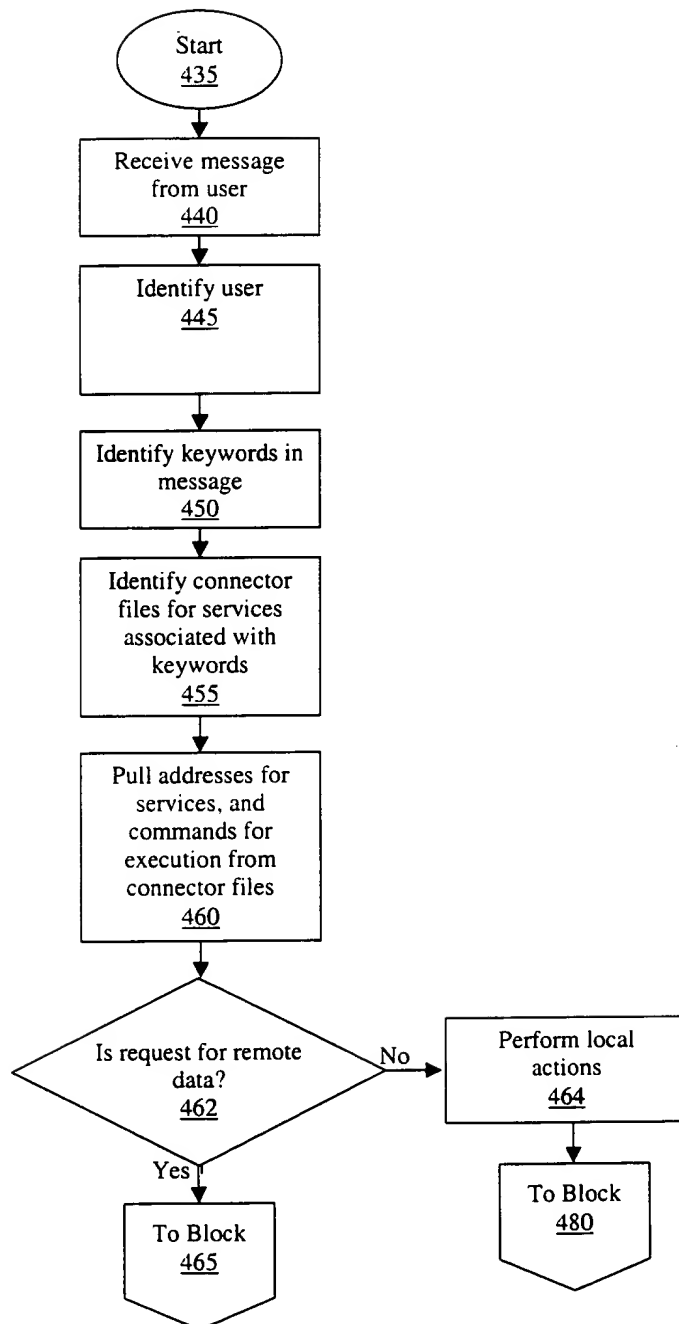 Start
435
Receive message
from user
440
Identify user
445
Identify keywords in
message
450
Identify connector
files for services
associated with
keywords
455
Pull addresses for
services, and
commands for
execution from
connector files
460
Is request for remote
data?
462
No
Perform local
actions
464
Yes
To Block
465
To Block
480